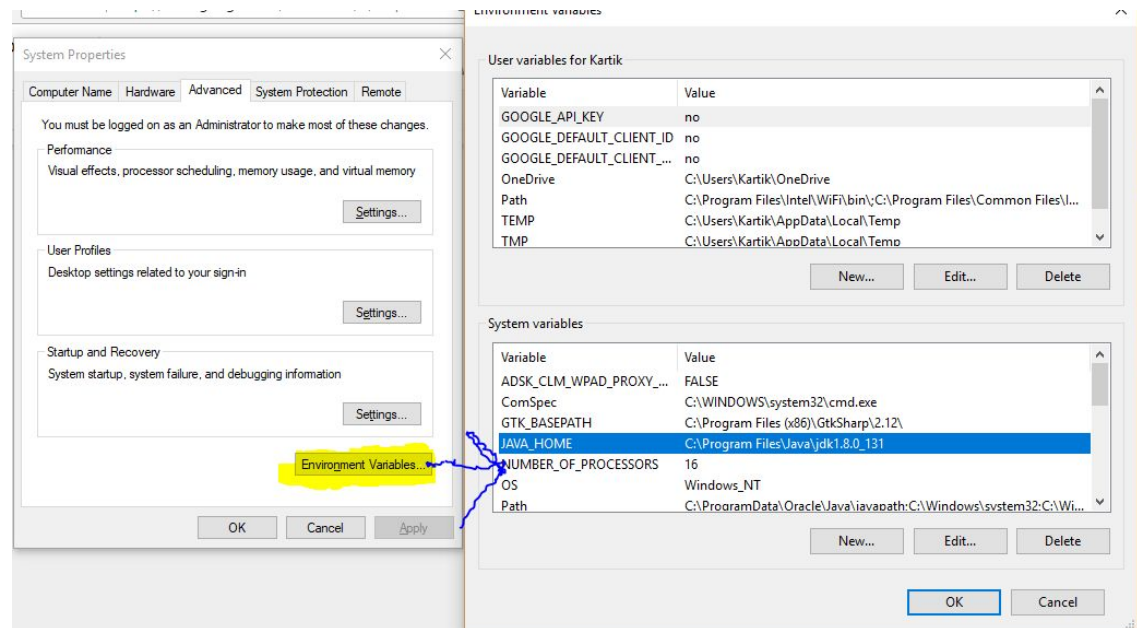 System Properties
Computer Name Hardware Advanced System Protection Remote
You must be logged on as an Administrator to make most of these changes.
Performance
Visual effects, processor scheduling, memory usage, and virtual memory
Settings...
User Profiles
Desktop settings related to your sign-in
Settings...
Startup and Recovery
System startup, system failure, and debugging information
Settings...
Environment Variables...
OK Cancel Apply
Environment Variables
User variables for Kartik
Variable Value
GOOGLE_API_KEY no
GOOGLE_DEFAULT_CLIENT_ID no
GOOGLE_DEFAULT_CLIENT_... no
OneDrive C:\Users\Kartik\OneDrive
Path C:\Program Files\Intel\WiFi\bin\;C:\Program Files\Common Files\I...
TEMP C:\Users\Kartik\AppData\Local\Temp
TMP C:\Users\Kartik\AppData\Local\Temp
New... Edit... Delete
System variables
Variable Value
ADSK_CLM_WPAD_PROXY_... FALSE
ComSpec C:\WINDOWS\system32\cmd.exe
GTK_BASEPATH C:\Program Files (x86)\GtkSharp\2.12\
JAVA_HOME C:\Program Files\Java\jdk1.8.0_131
NUMBER_OF_PROCESSORS 16
OS Windows_NT
Path C:\ProgramData\Oracle\Java\javapath;C:\Windows\system32;C:\Wi...
New... Edit... Delete
OK Cancel